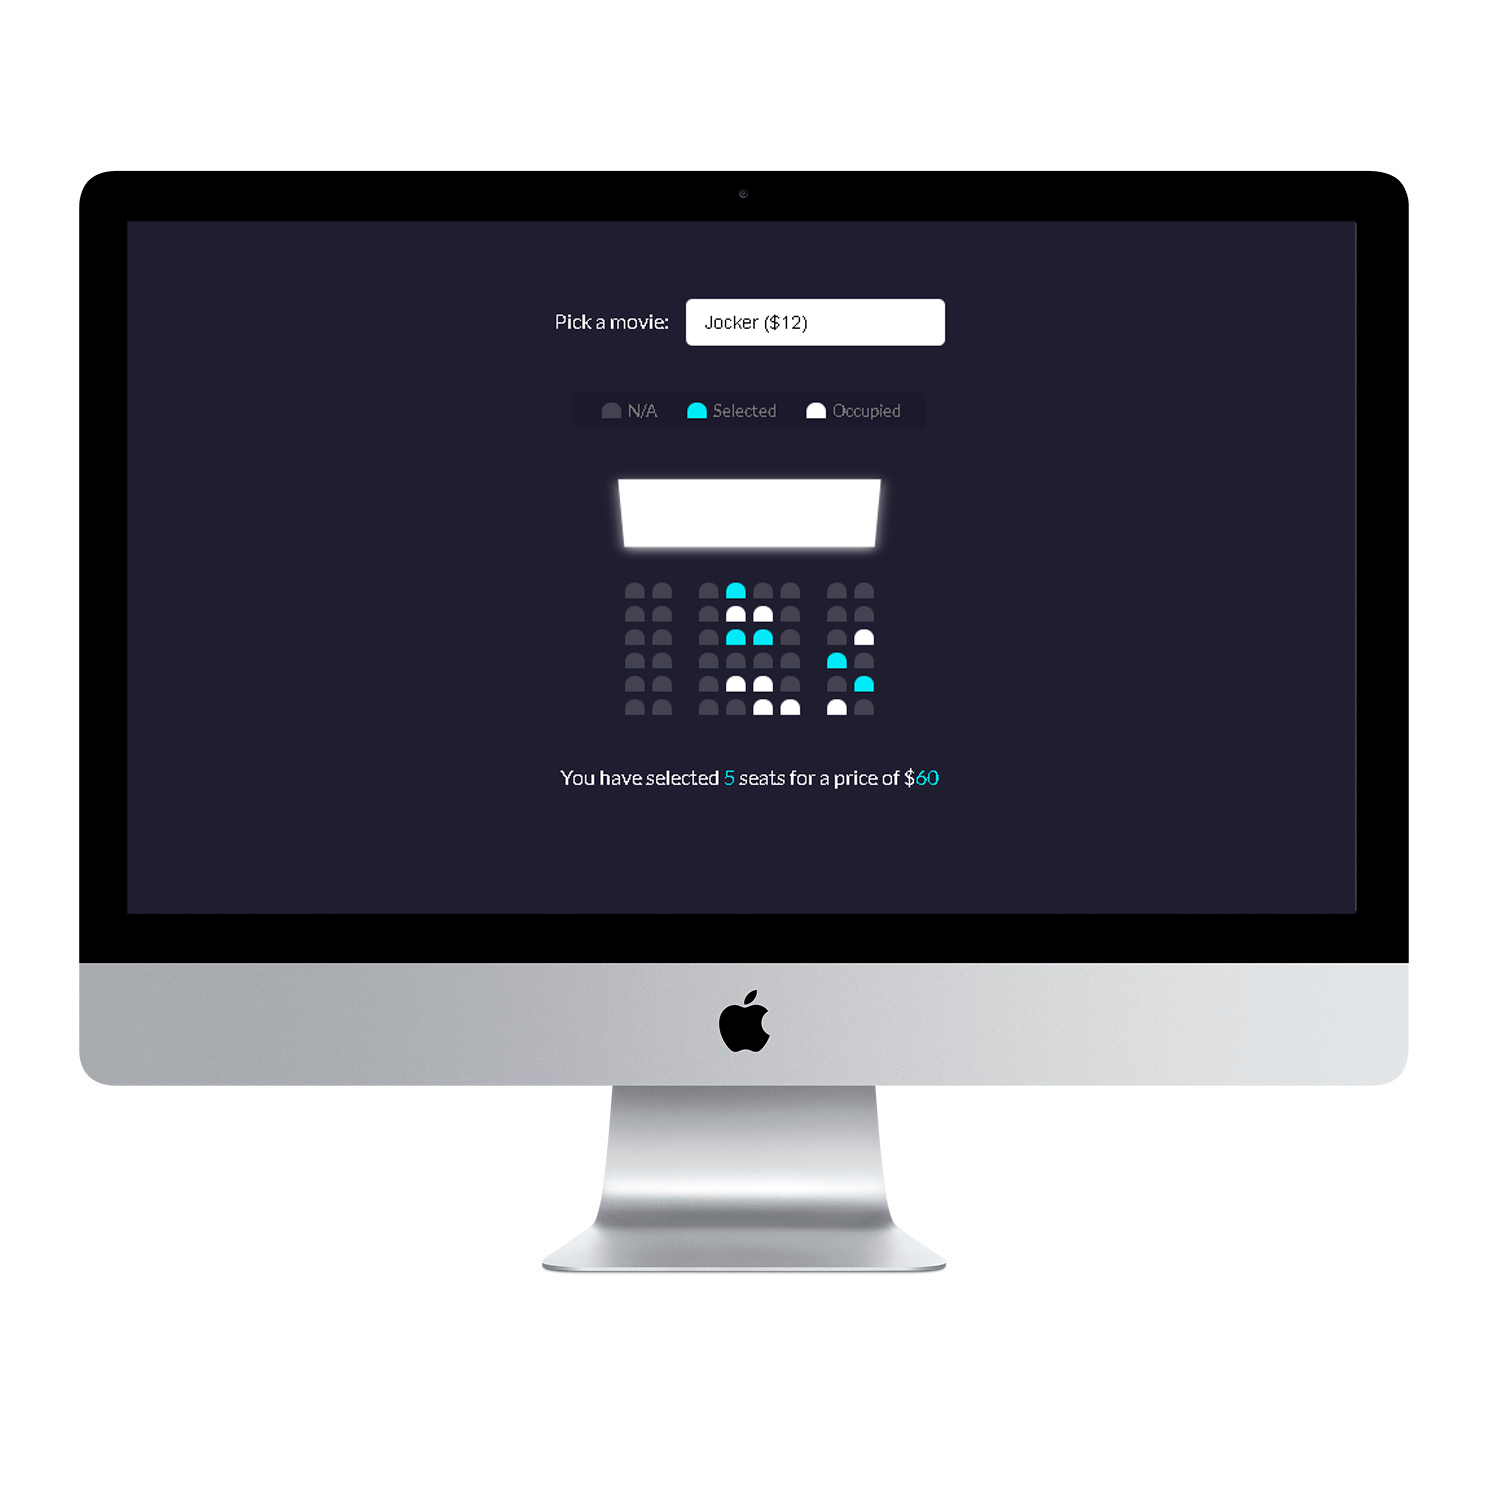 Pick a movie: Jocker ($12)
N/A Selected Occupied
You have selected 5 seats for a price of $60